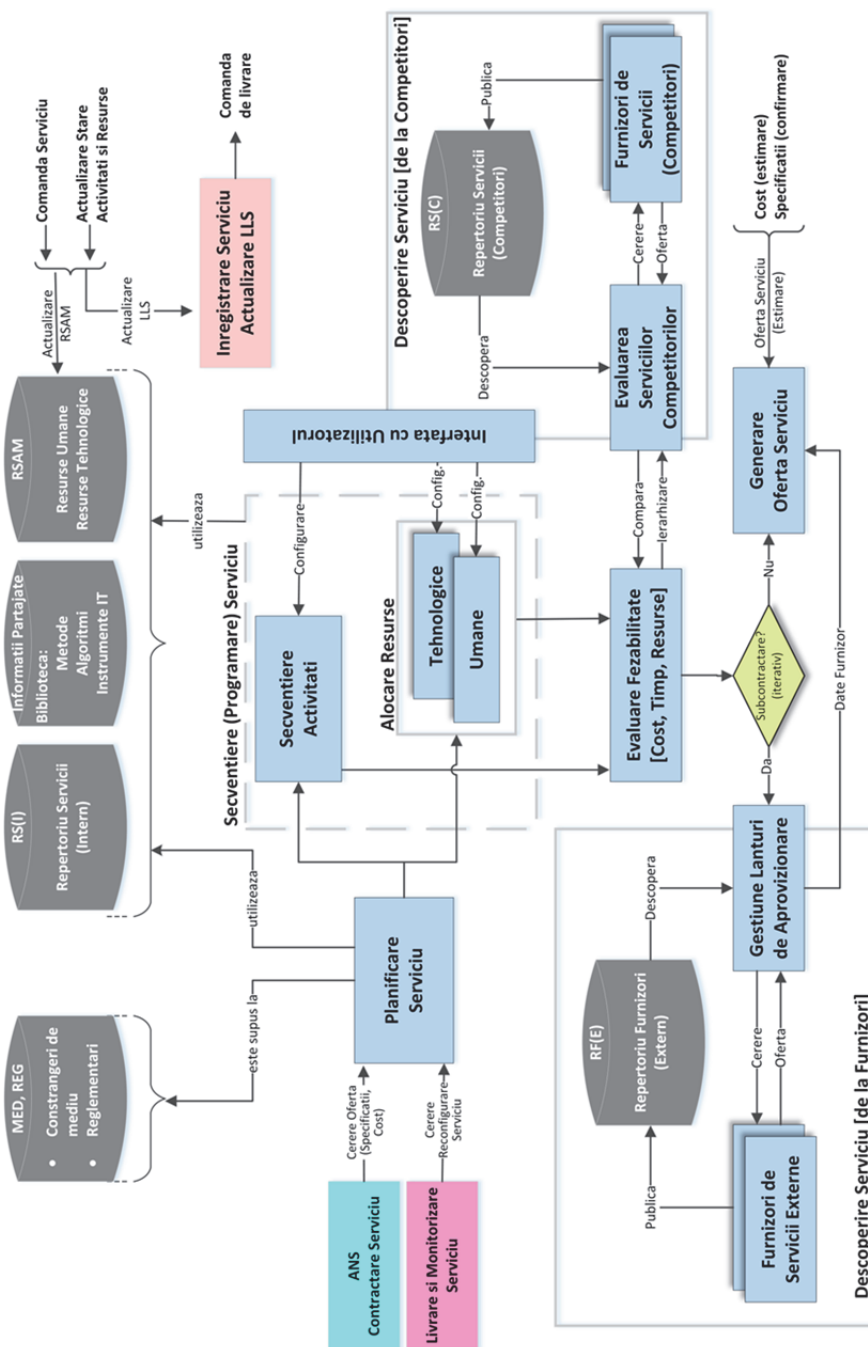 MED, REG
• Constrangeri de
mediu
• Reglementari
RS(I)
Repertoriu Servicii
(Intern)
Informatii Partajate
Biblioteca:
Metode
Algoritmi
Instrumente IT
RSAM
Resurse Umane
Resurse Tehnologice
Actualizare
RSAM
Comanda Serviciu
Actualizare Stare
Activitati si Resurse
Actualizare
LLS
Inregistrare Serviciu
Actualizare LLS
Comanda
de livrare
este supus la
utilizeaza
utilizeaza
ANS
Contractare Serviciu
Cerere Oferta
(Specificatii,
Cost)
Livrare si Monitorizare
Serviciu
Cerere
Reconfigurare
Serviciu
Planificare
Serviciu
Secventiere (Programare) Serviciu
Secventiere
Activitati
Configurare
Alocare Resurse
Tehnologice
Umane
Config.
Config.
Interfata cu Utilizatorul
Descoperire Serviciu [de la Competitori]
RS(C)
Repertoriu Servicii
(Competitori)
Publica
Descopera
Furnizori de
Servicii
(Competitori)
Cerere
Oferta
Evaluarea
Serviciilor
Competitorilor
Compara
Ierarhizare
Evaluare Fezabilitate
[Cost, Timp, Resurse]
Subcontractare?
(iterativ)
Da
Nu
Generare
Oferta Serviciu
Oferta Serviciu
(Estimare)
Cost (estimare)
Specificatii (confirmare)
Date Furnizor
RF(E)
Repertoriu Furnizori
(Extern)
Publica
Descopera
Furnizori de
Servicii Externe
Cerere
Oferta
Gestiune Lanturi
de Aprovizionare
Descoperire Serviciu [de la Furnizori]